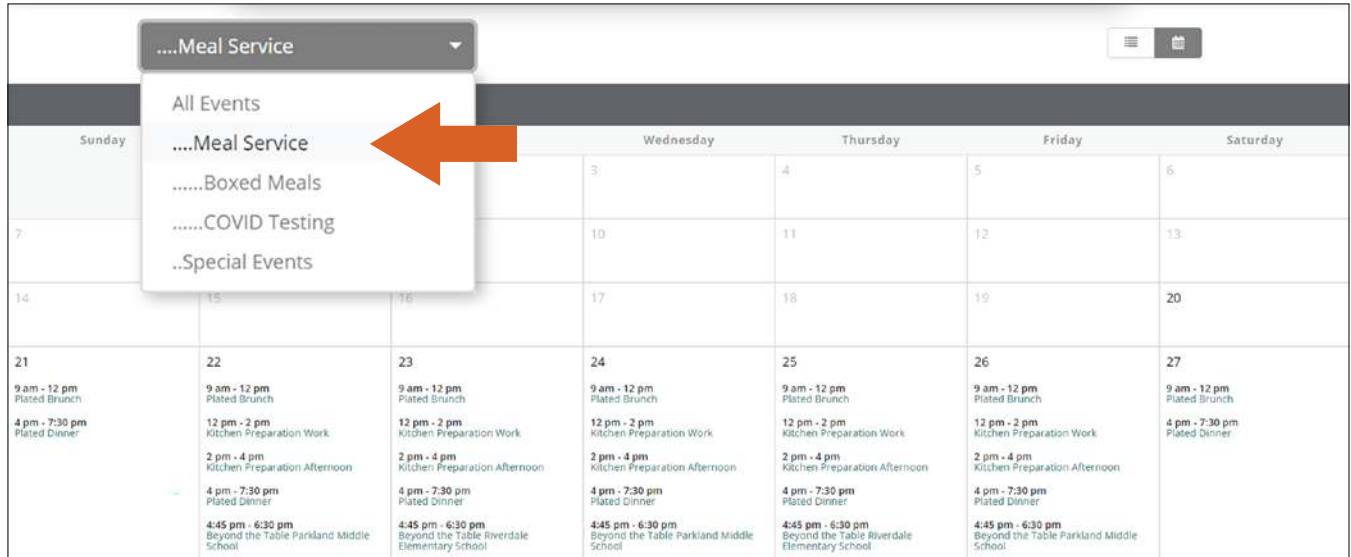 ....Meal Service
All Events
....Meal Service
......Boxed Meals
......COVID Testing
..Special Events
Sunday
Wednesday
Thursday
Friday
Saturday
3
4
5
6
7
10
11
12
13
14
15
16
17
18
19
20
21
22
23
24
25
26
27
9 am - 12 pm
Plated Brunch
4 pm - 7:30 pm
Plated Dinner
9 am - 12 pm
Plated Brunch
12 pm - 2 pm
Kitchen Preparation Work
2 pm - 4 pm
Kitchen Preparation Afternoon
4 pm - 7:30 pm
Plated Dinner
4:45 pm - 6:30 pm
Beyond the Table Parkland Middle
School
9 am - 12 pm
Plated Brunch
12 pm - 2 pm
Kitchen Preparation Work
2 pm - 4 pm
Kitchen Preparation Afternoon
4 pm - 7:30 pm
Plated Dinner
4:45 pm - 6:30 pm
Beyond the Table Riverdale
Elementary School
9 am - 12 pm
Plated Brunch
12 pm - 2 pm
Kitchen Preparation Work
2 pm - 4 pm
Kitchen Preparation Afternoon
4 pm - 7:30 pm
Plated Dinner
4:45 pm - 6:30 pm
Beyond the Table Parkland Middle
School
9 am - 12 pm
Plated Brunch
12 pm - 2 pm
Kitchen Preparation Work
2 pm - 4 pm
Kitchen Preparation Afternoon
4 pm - 7:30 pm
Plated Dinner
4:45 pm - 6:30 pm
Beyond the Table Riverdale
Elementary School
9 am - 12 pm
Plated Brunch
12 pm - 2 pm
Kitchen Preparation Work
2 pm - 4 pm
Kitchen Preparation Afternoon
4 pm - 7:30 pm
Plated Dinner
4:45 pm - 6:30 pm
Beyond the Table Parkland Middle
School
9 am - 12 pm
Plated Brunch
4 pm - 7:30 pm
Plated Dinner